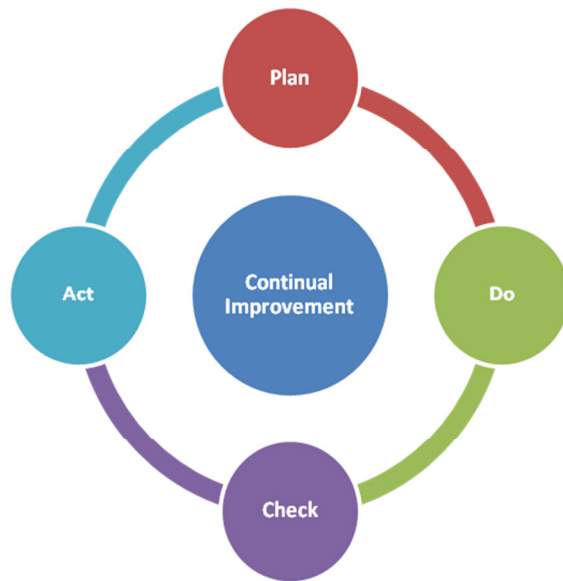 Plan
Do
Check
Act
Continual
Improvement